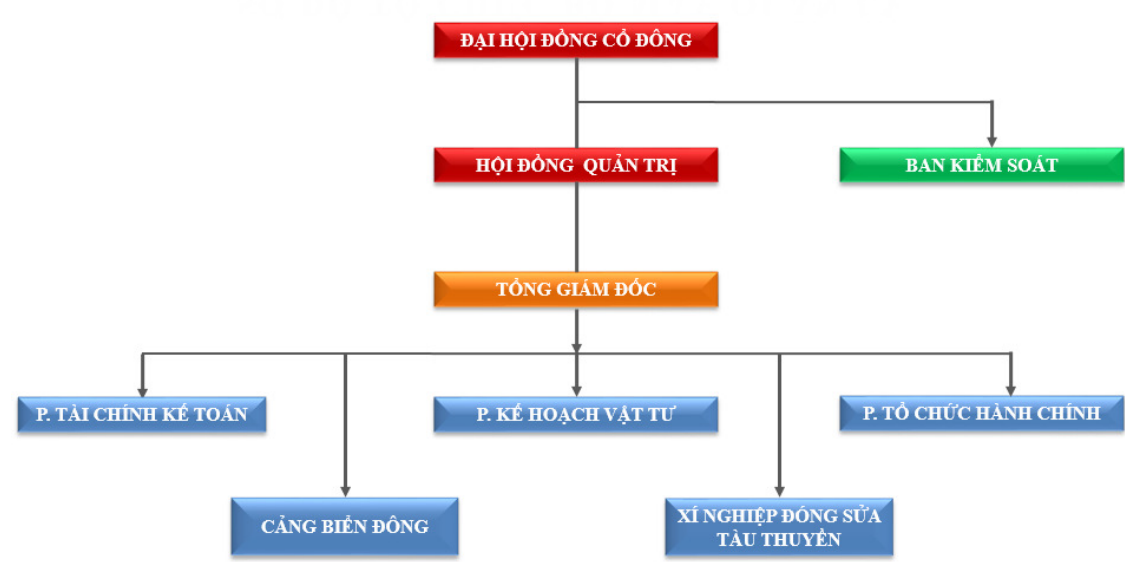 ĐẠI HỘI ĐỒNG CỔ ĐÔNG
HỘI ĐỒNG QUẢN TRỊ
BAN KIỂM SOÁT
TỔNG GIÁM ĐỐC
P. TÀI CHÍNH KẾ TOÁN
P. KẾ HOẠCH VẬT TƯ
P. TỔ CHỨC HÀNH CHÍNH
CẢNG BIỂN ĐÔNG
XÍ NGHIỆP ĐÓNG SỬA
TÀU THUYỀN